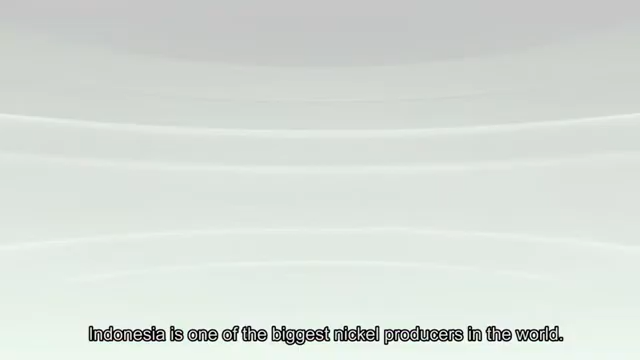 Indonesia is one of the biggest nickel producers in the world.